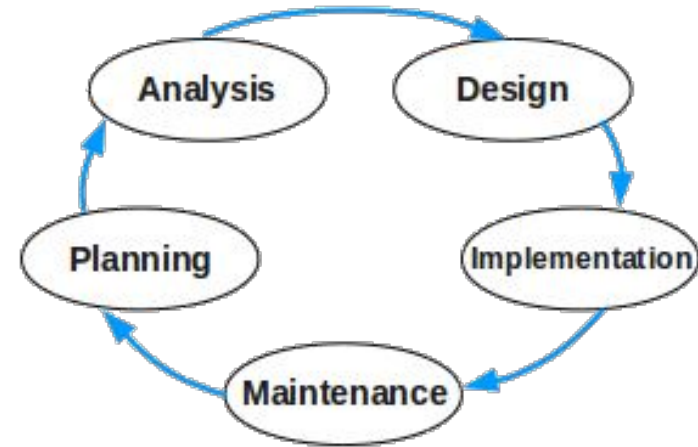 Analysis
Design
Planning
Implementation
Maintenance